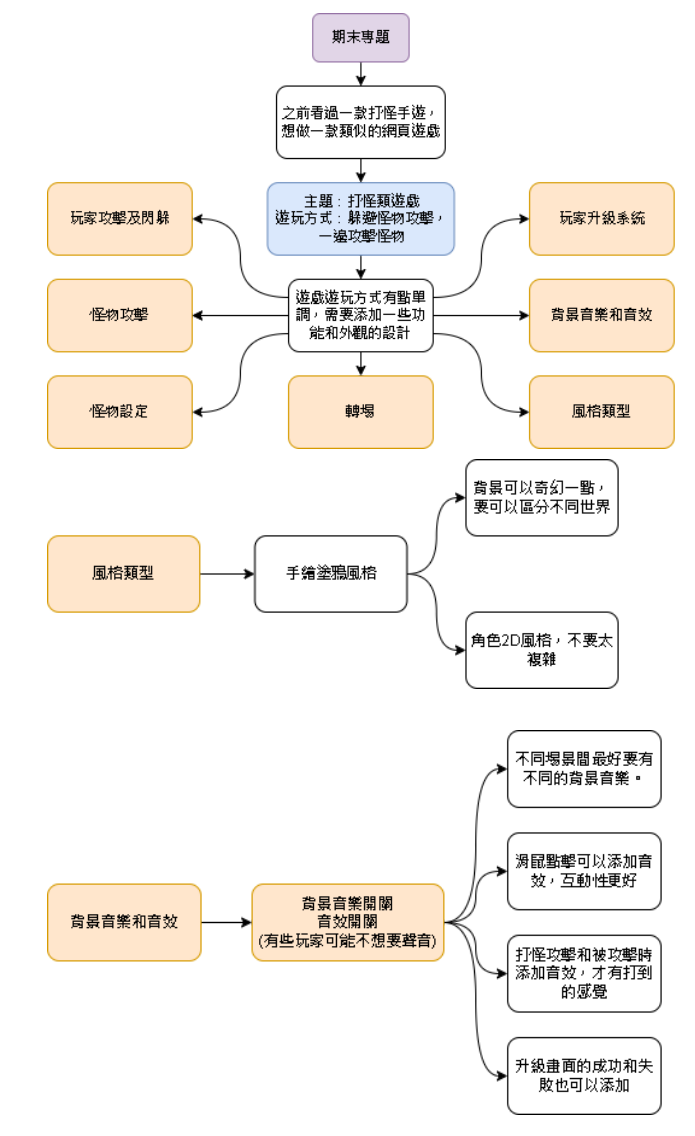 期末專題
之前看過一款打怪手遊，
想做一款類似的網頁遊戲
主題：打怪類遊戲
遊玩方式：躲避怪物攻擊，
一邊攻擊怪物
玩家攻擊及閃躲
玩家升級系統
遊戲遊玩方式有點單
調，需要添加一些功
能和外觀的設計
怪物攻擊
背景音樂和音效
怪物設定
轉場
風格類型
背景可以奇幻一點，
要可以區分不同世界
風格類型
手繪塗鴉風格
角色2D風格，不要太
複雜
不同場景間最好要有
不同的背景音樂。
滑鼠點擊可以添加音
效，互動性更好
背景音樂和音效
背景音樂開關
音效開關
(有些玩家可能不想要聲音)
打怪攻擊和被攻擊時
添加音效，才有打到
的感覺
升級畫面的成功和失
敗也可以添加